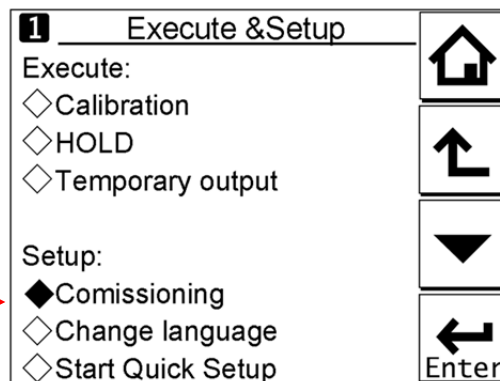 1 Execute &Setup
Execute:
Calibration
HOLD
Temporary output
Setup:
Comissioning
Change language
Start Quick Setup
Enter